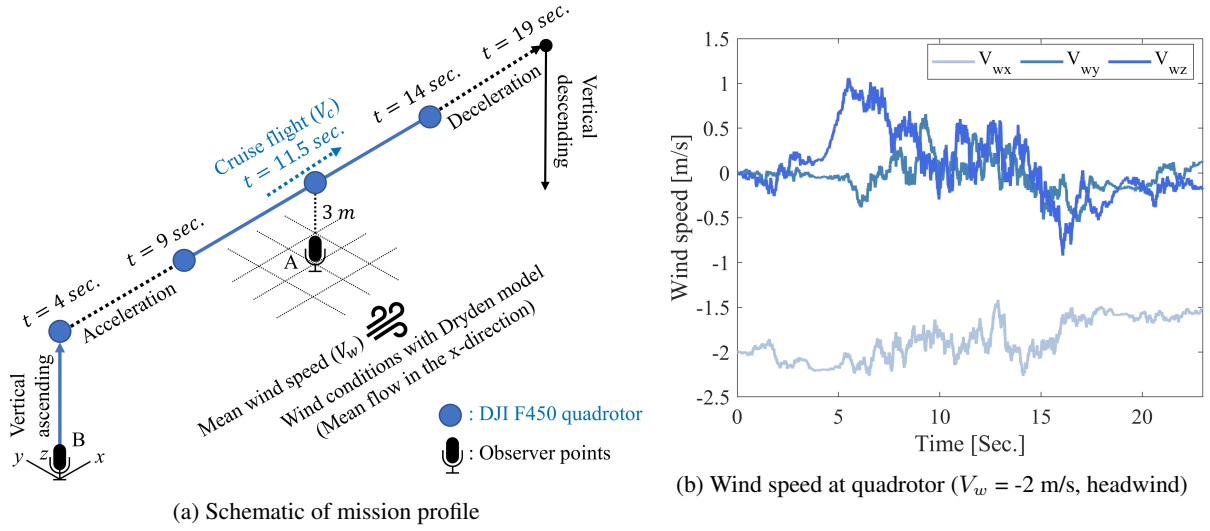 t = 19 sec.
t = 14 sec.
Deceleration
Vertical
descending
Cruise flight (V_c)
t = 11.5 sec.
t = 9 sec.
3 m
A
t = 4 sec.
Acceleration
Mean wind speed (V_w)
Wind conditions with Dryden model
(Mean flow in the x-direction)
Vertical
ascending
B
y z x
: DJI F450 quadrotor
: Observer points
(a) Schematic of mission profile
V_wx V_wy V_wz
1.5
1
0.5
0
-0.5
-1
-1.5
-2
-2.5
Wind speed [m/s]
0 5 10 15 20
Time [Sec.]
(b) Wind speed at quadrotor (V_w = -2 m/s, headwind)